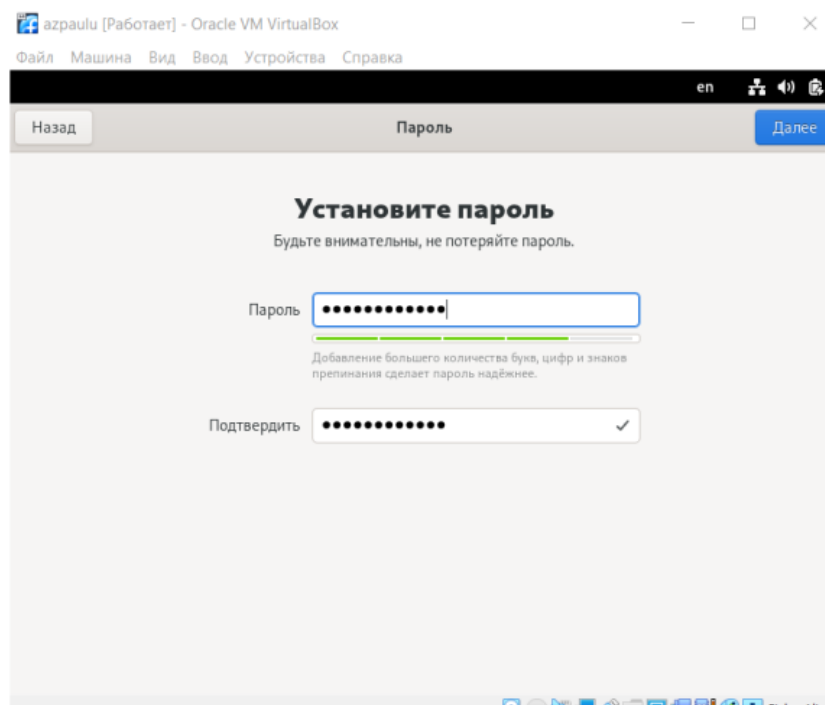 azpaulu [Работает] - Oracle VM VirtualBox
Файл Машина Вид Ввод Устройства Справка
en
Назад Пароль Далее
Установите пароль
Будьте внимательны, не потеряйте пароль.
Пароль ●●●●●●●●●●●●
Добавление большего количества букв, цифр и знаков
препинания сделает пароль надёжнее.
Подтвердить ●●●●●●●●●●●●